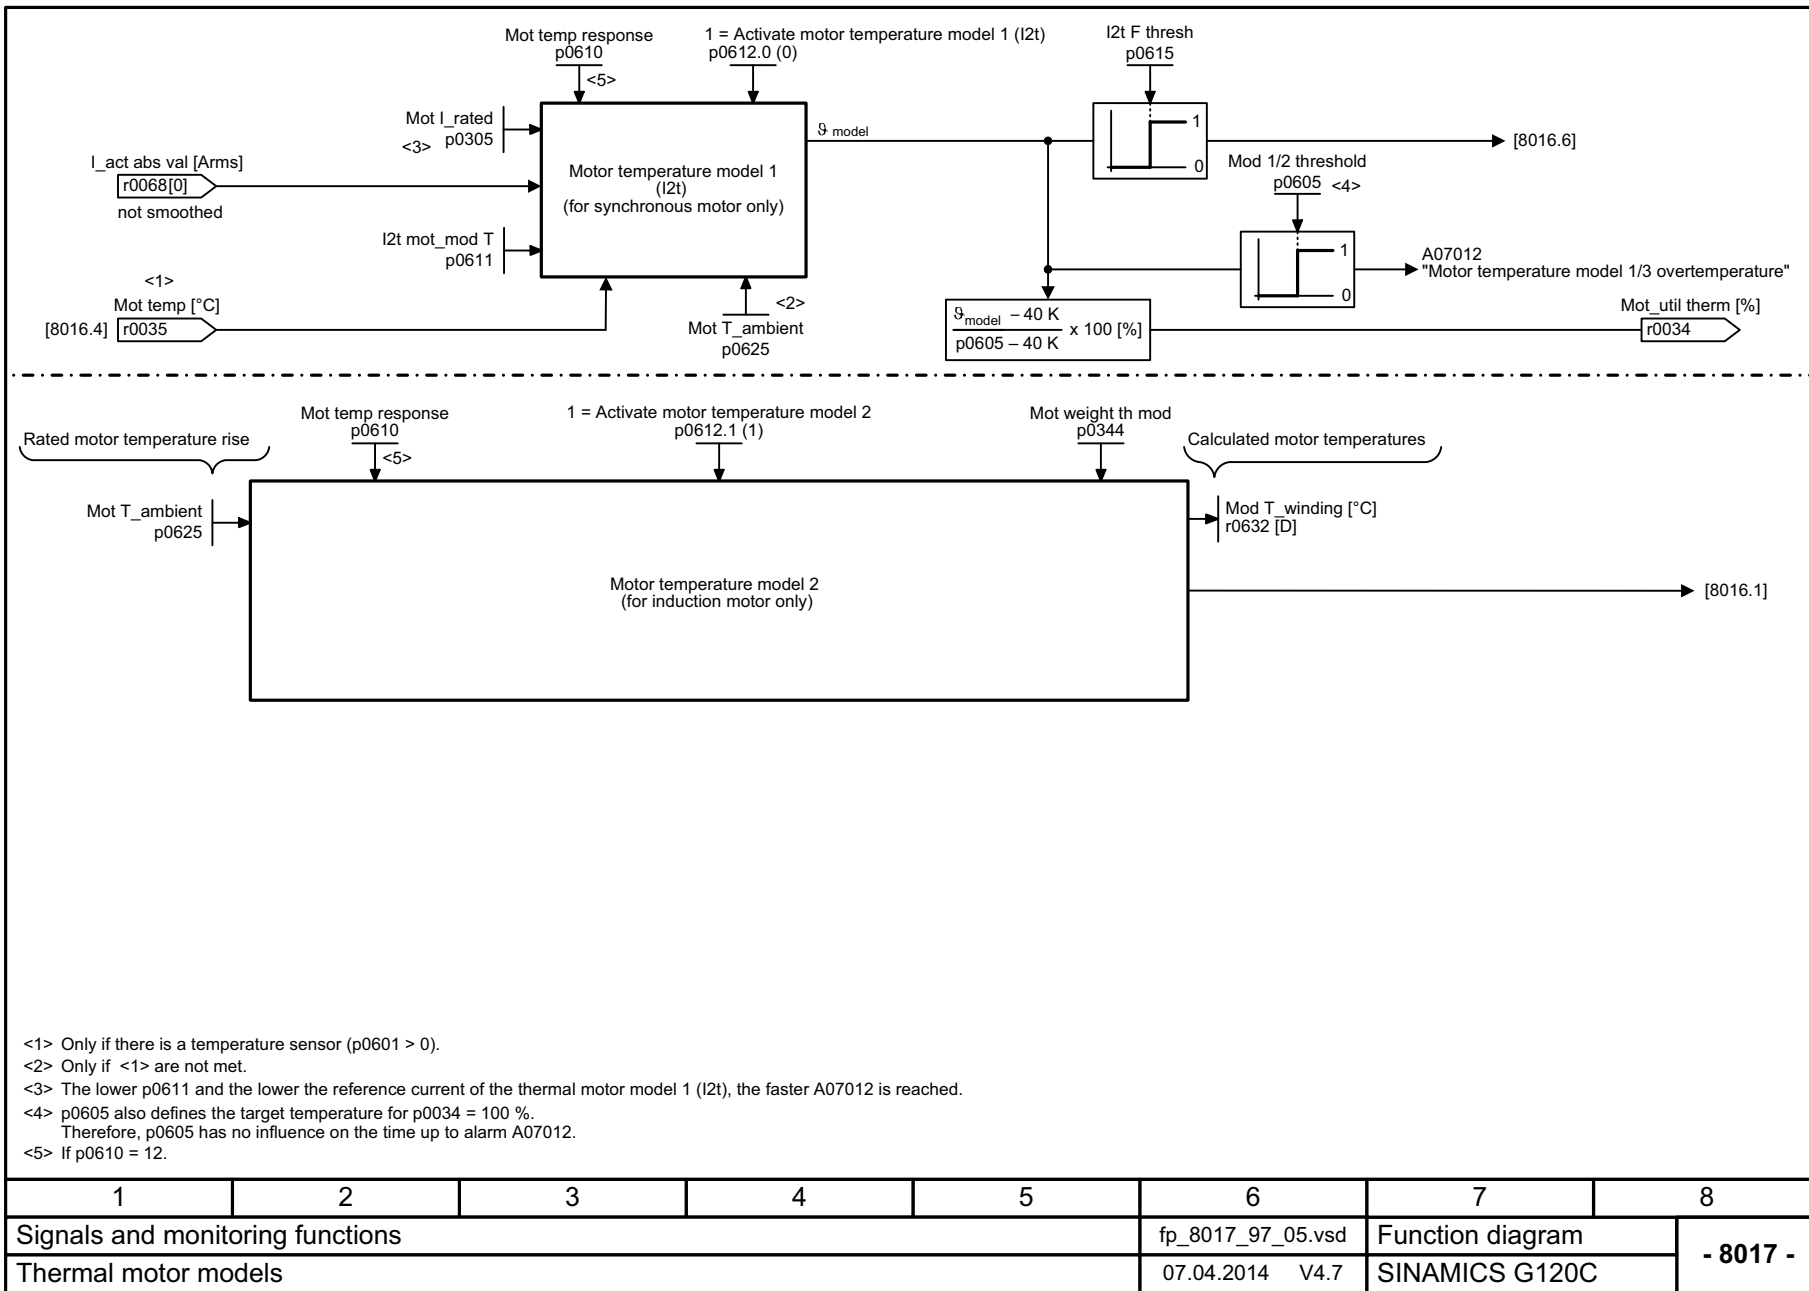 Mot temp response
p0610
<5>
1 = Activate motor temperature model 1 (I2t)
p0612.0 (0)
I2t F thresh
p0615
Mot I_rated
<3> p0305
I_act abs val [Arms]
r0068[0]
not smoothed
I2t mot_mod T
p0611
<1>
Mot temp [°C]
[8016.4] r0035
Motor temperature model 1
(I2t)
(for synchronous motor only)
<2>
Mot T_ambient
p0625
ϑ model
1
0
[8016.6]
Mod 1/2 threshold
p0605 <4>
1
0
A07012
"Motor temperature model 1/3 overtemperature"
ϑmodel – 40 K
p0605 – 40 K
x 100 [%]
Mot_util therm [%]
r0034
Rated motor temperature rise
Mot temp response
p0610
<5>
1 = Activate motor temperature model 2
p0612.1 (1)
Mot weight th mod
p0344
Calculated motor temperatures
Mot T_ambient
p0625
Mod T_winding [°C]
r0632 [D]
Motor temperature model 2
(for induction motor only)
[8016.1]
<1> Only if there is a temperature sensor (p0601 > 0).
<2> Only if <1> are not met.
<3> The lower p0611 and the lower the reference current of the thermal motor model 1 (I2t), the faster A07012 is reached.
<4> p0605 also defines the target temperature for p0034 = 100 %.
Therefore, p0605 has no influence on the time up to alarm A07012.
<5> If p0610 = 12.
1 2 3 4 5 6 7 8
Signals and monitoring functions
fp_8017_97_05.vsd
Function diagram
- 8017 -
Thermal motor models
07.04.2014 V4.7
SINAMICS G120C